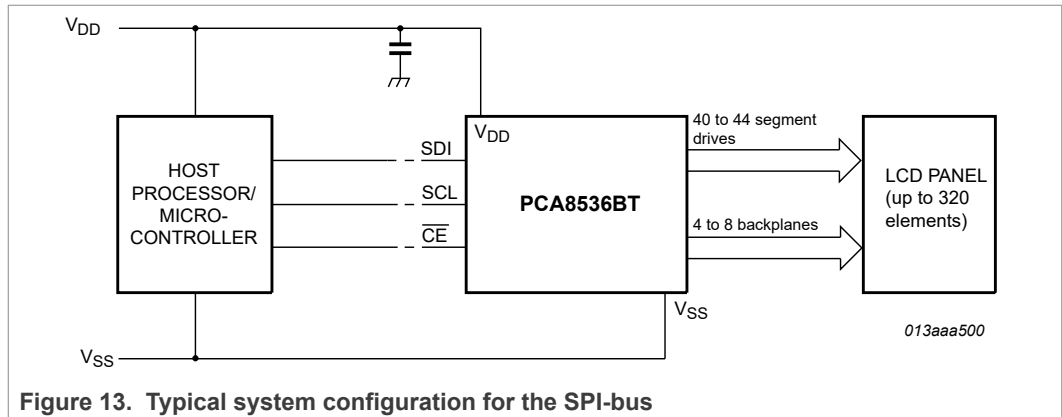 VDD
HOST
PROCESSOR/
MICRO-
CONTROLLER
SDI
SCL
CE
VDD
PCA8536BT
40 to 44 segment
drives
4 to 8 backplanes
LCD PANEL
(up to 320
elements)
VSS
VSS
013aaa500
Figure 13. Typical system configuration for the SPI-bus